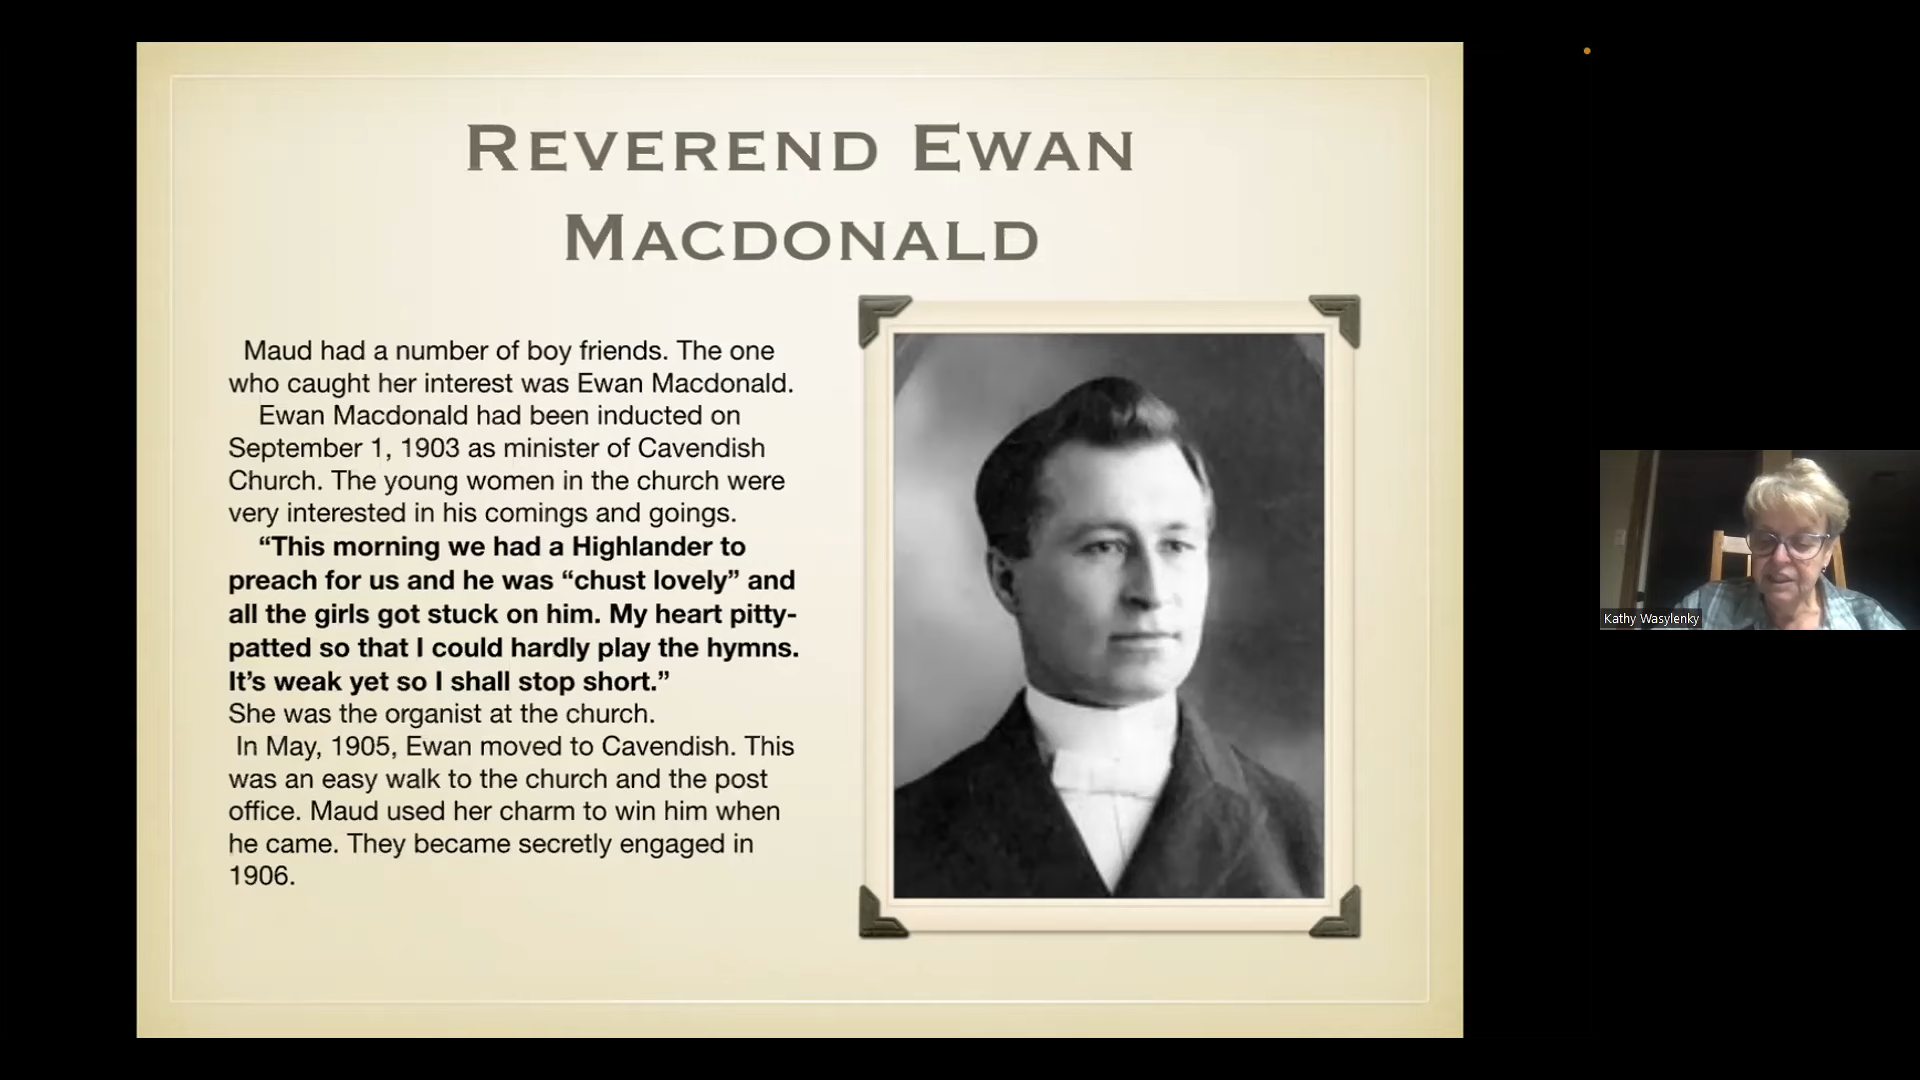 REVEREND EWAN
MACDONALD
Maud had a number of boy friends. The one
who caught her interest was Ewan Macdonald.
Ewan Macdonald had been inducted on
September 1, 1903 as minister of Cavendish
Church. The young women in the church were
very interested in his comings and goings.
“This morning we had a Highlander to
preach for us and he was “chust lovely” and
all the girls got stuck on him. My heart pitty-
patted so that I could hardly play the hymns.
It’s weak yet so I shall stop short.”
She was the organist at the church.
In May, 1905, Ewan moved to Cavendish. This
was an easy walk to the church and the post
office. Maud used her charm to win him when
he came. They became secretly engaged in
1906.
Kathy Wasylenky